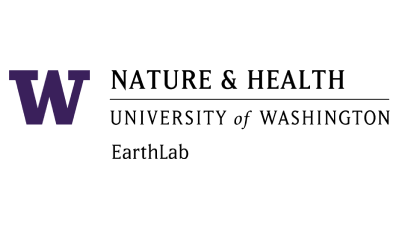 W
NATURE & HEALTH
UNIVERSITY of WASHINGTON
EarthLab